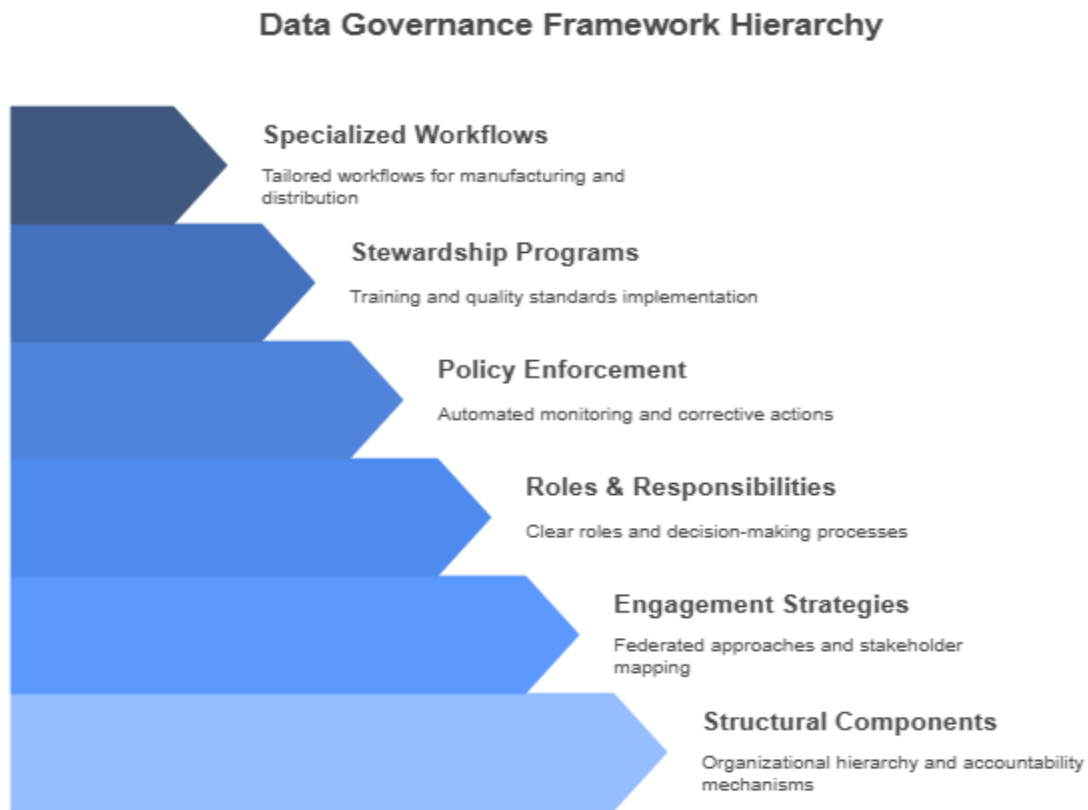 Data Governance Framework Hierarchy
Specialized Workflows
Tailored workflows for manufacturing and
distribution
Stewardship Programs
Training and quality standards implementation
Policy Enforcement
Automated monitoring and corrective actions
Roles & Responsibilities
Clear roles and decision-making processes
Engagement Strategies
Federated approaches and stakeholder
mapping
Structural Components
Organizational hierarchy and accountability
mechanisms